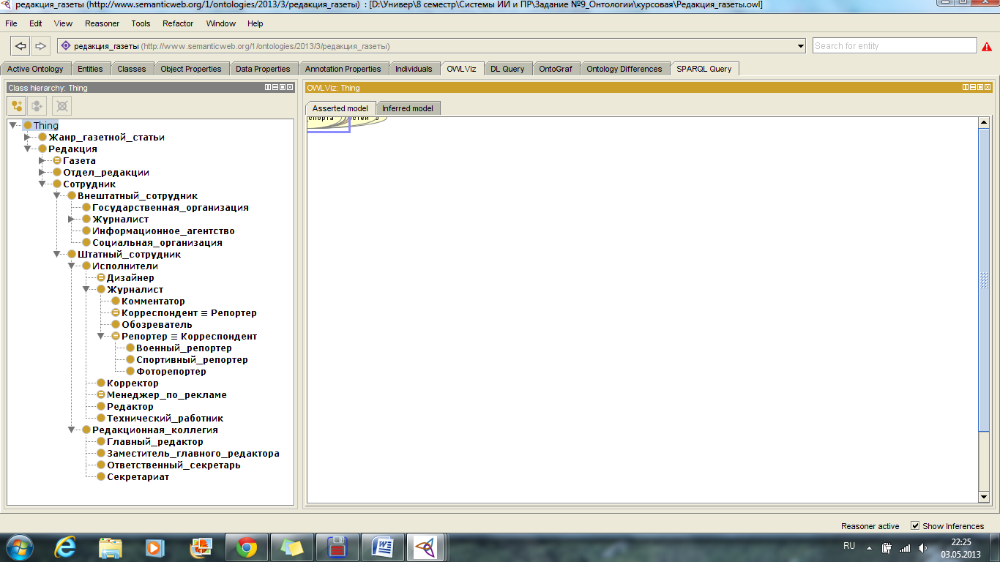 редакция_газеты (http://www.semanticweb.org/1/ontologies/2013/3/редакция_газеты) : [D:\Универ\8 семестр\Системы ИИ и ПР\Задание №9_Онтологии\курсовая\Редакция_газеты.owl]
File Edit View Reasoner Tools Refactor Window Help
редакция_газеты (http://www.semanticweb.org/1/ontologies/2013/3/редакция_газеты) Search for entity
Active Ontology Entities Classes Object Properties Data Properties Annotation Properties Individuals OWLViz DL Query OntoGraf Ontology Differences SPARQL Query
Class hierarchy: Thing
OWLViz: Thing
Asserted model Inferred model
спорта
Thing
Жанр_газетной_статьи
Редакция
Газета
Отдел_редакции
Сотрудник
Внештатный_сотрудник
Государственная_организация
Журналист
Информационное_агентство
Социальная_организация
Штатный_сотрудник
Исполнители
Дизайнер
Журналист
Комментатор
Корреспондент ≡ Репортер
Обозреватель
Репортер ≡ Корреспондент
Военный_репортер
Спортивный_репортер
Фоторепортер
Корректор
Менеджер_по_рекламе
Редактор
Технический_работник
Редакционная_коллегия
Главный_редактор
Заместитель_главного_редактора
Ответственный_секретарь
Секретариат
Reasoner active Show Inferences
RU
22:25
03.05.2013